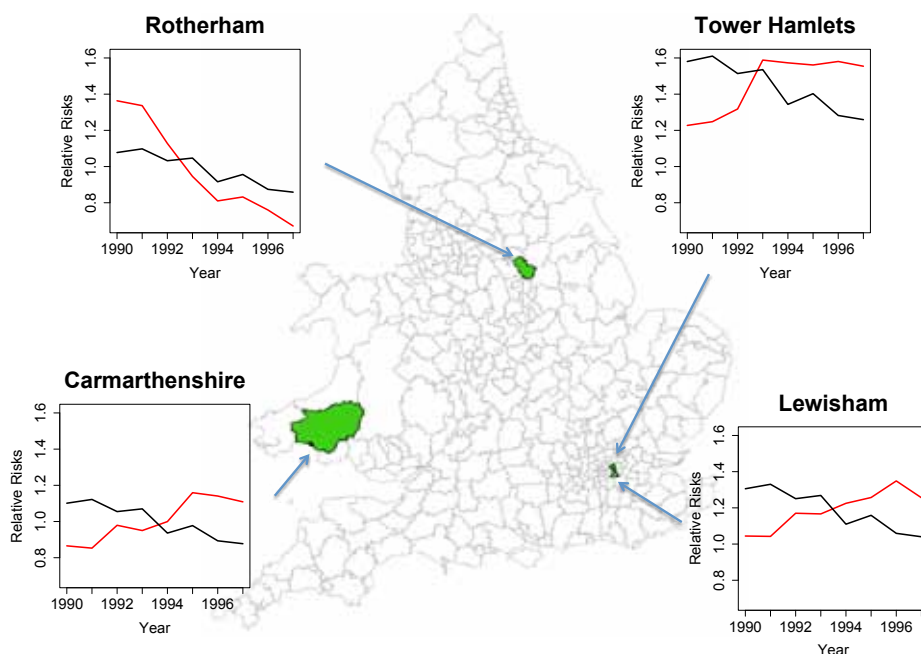 Rotherham
Relative Risks
0.8 1.0 1.2 1.4 1.6
1990 1992 1994 1996
Year
Tower Hamlets
Relative Risks
0.8 1.0 1.2 1.4 1.6
1990 1992 1994 1996
Year
Carmarthenshire
Relative Risks
0.8 1.0 1.2 1.4 1.6
1990 1992 1994 1996
Year
Lewisham
Relative Risks
0.8 1.0 1.2 1.4 1.6
1990 1992 1994 1996
Year